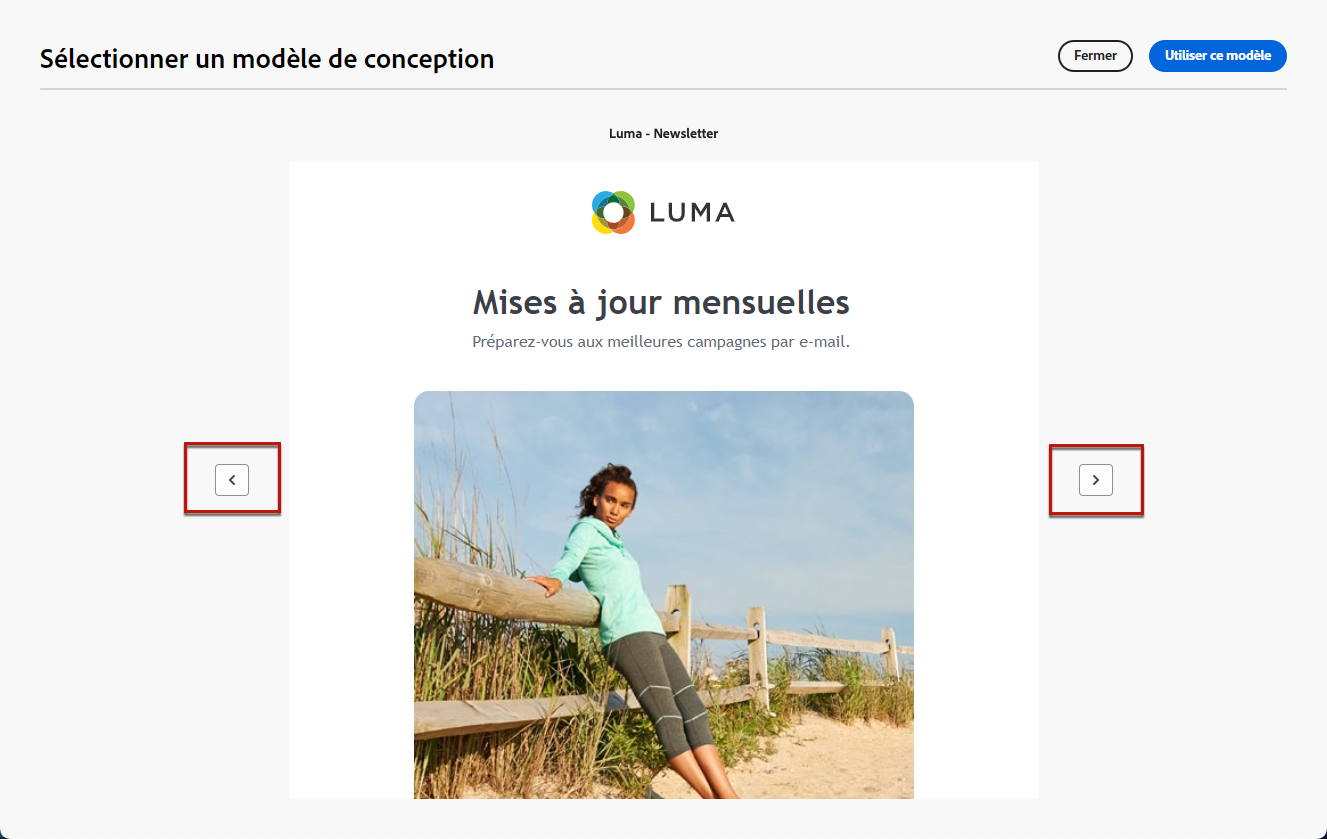 Sélectionner un modèle de conception
Fermer
Utiliser ce modèle
Luma - Newsletter
LUMA
Mises à jour mensuelles
Préparez-vous aux meilleures campagnes par e-mail.